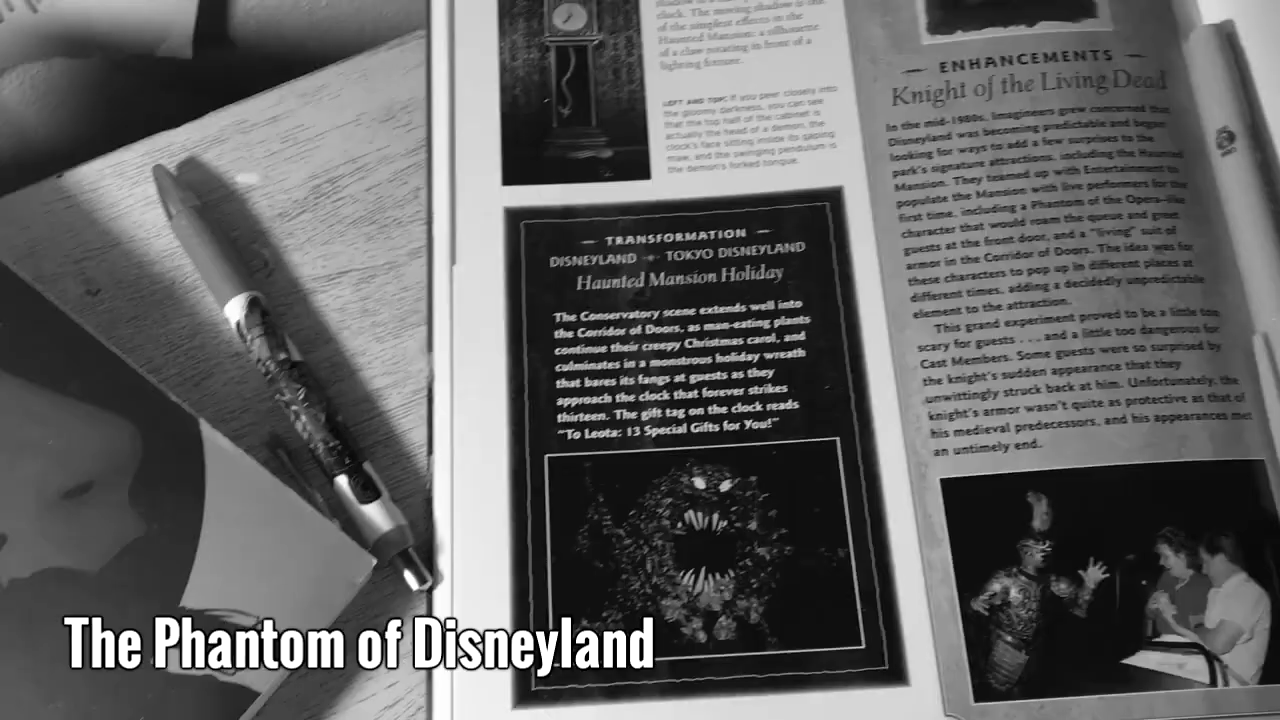 clock. The moving shadow is one
of the simplest effects in the
Haunted Mansion: a silhouette
of a claw rotating in front of a
lighting fixture.
LEFT AND TOP: If you peer closely into
the gloomy darkness, you can see
that the top half of the cabinet is
actually the head of a demon, the
clock's face sitting inside its gaping
maw, and the swinging pendulum is
the demon's forked tongue.
— TRANSFORMATION —
DISNEYLAND TOKYO DISNEYLAND
Haunted Mansion Holiday
The Conservatory scene extends well into
the Corridor of Doors, as man-eating plants
continue their creepy Christmas carol, and
culminates in a monstrous holiday wreath
that bares its fangs at guests as they
approach the clock that forever strikes
thirteen. The gift tag on the clock reads
"To Leota: 13 Special Gifts for You!"
— ENHANCEMENTS —
Knight of the Living Dead
In the mid-1980s, Imagineers grew concerned that
Disneyland was becoming predictable and began
looking for ways to add a few surprises to the
park's signature attractions, including the Haunted
Mansion. They teamed up with Entertainment to
populate the Mansion with live performers for the
first time, including a Phantom of the Opera–like
character that would roam the queue and greet
guests at the front door, and a "living" suit of
armor in the Corridor of Doors. The idea was for
these characters to pop up in different places at
different times, adding a decidedly unpredictable
element to the attraction.
This grand experiment proved to be a little too
scary for guests . . . and a little too dangerous for
Cast Members. Some guests were so surprised by
the knight's sudden appearance that they
unwittingly struck back at him. Unfortunately, the
knight's armor wasn't quite as protective as that of
his medieval predecessors, and his appearances met
an untimely end.
The Phantom of Disneyland